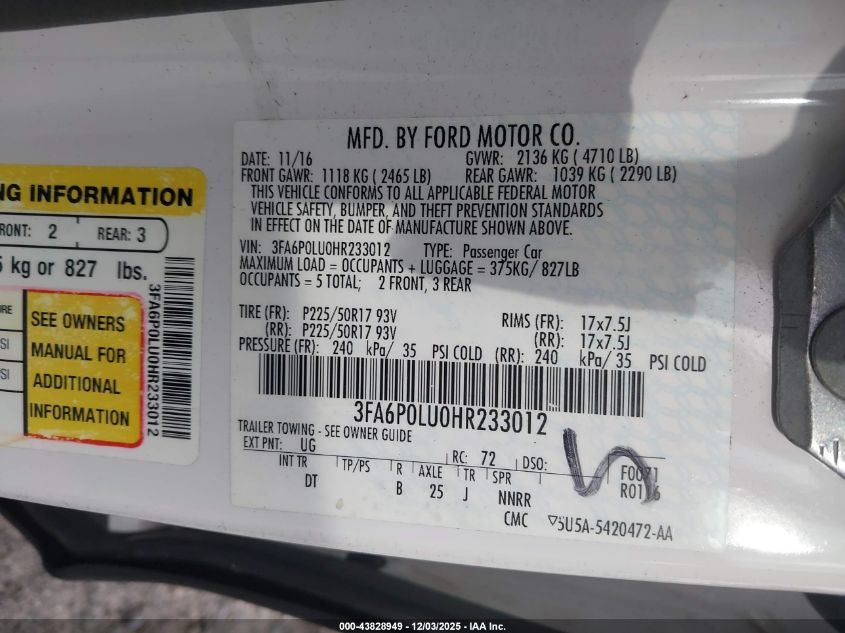 MFD. BY FORD MOTOR CO.
DATE: 11/16 GVWR: 2136 KG ( 4710 LB)
FRONT GAWR: 1118 KG ( 2465 LB) REAR GAWR: 1039 KG ( 2290 LB)
THIS VEHICLE CONFORMS TO ALL APPLICABLE FEDERAL MOTOR
VEHICLE SAFETY, BUMPER, AND THEFT PREVENTION STANDARDS
IN EFFECT ON THE DATE OF MANUFACTURE SHOWN ABOVE.
VIN: 3FA6P0LU0HR233012 TYPE: Passenger Car
MAXIMUM LOAD = OCCUPANTS + LUGGAGE = 375KG/ 827LB
OCCUPANTS = 5 TOTAL; 2 FRONT, 3 REAR
TIRE (FR): P225/50R17 93V RIMS (FR): 17x7.5J
(RR): P225/50R17 93V (RR): 17x7.5J
PRESSURE (FR): 240 kPa/ 35 PSI COLD (RR): 240 kPa/ 35 PSI COLD
3FA6P0LU0HR233012
TRAILER TOWING - SEE OWNER GUIDE
EXT PNT: UG RC: 72 DSO: F0071
INT TR TP/PS R AXLE TR SPR R0116
DT B 25 J NNRR
CMC ▽5U5A-5420472-AA
NG INFORMATION
RONT: 2 REAR: 3
5 kg or 827 lbs.
URE
SI
SI
SEE OWNERS
MANUAL FOR
ADDITIONAL
INFORMATION
3FA6P0LU0HR233012
000-43828949 - 12/03/2025 - IAA Inc.